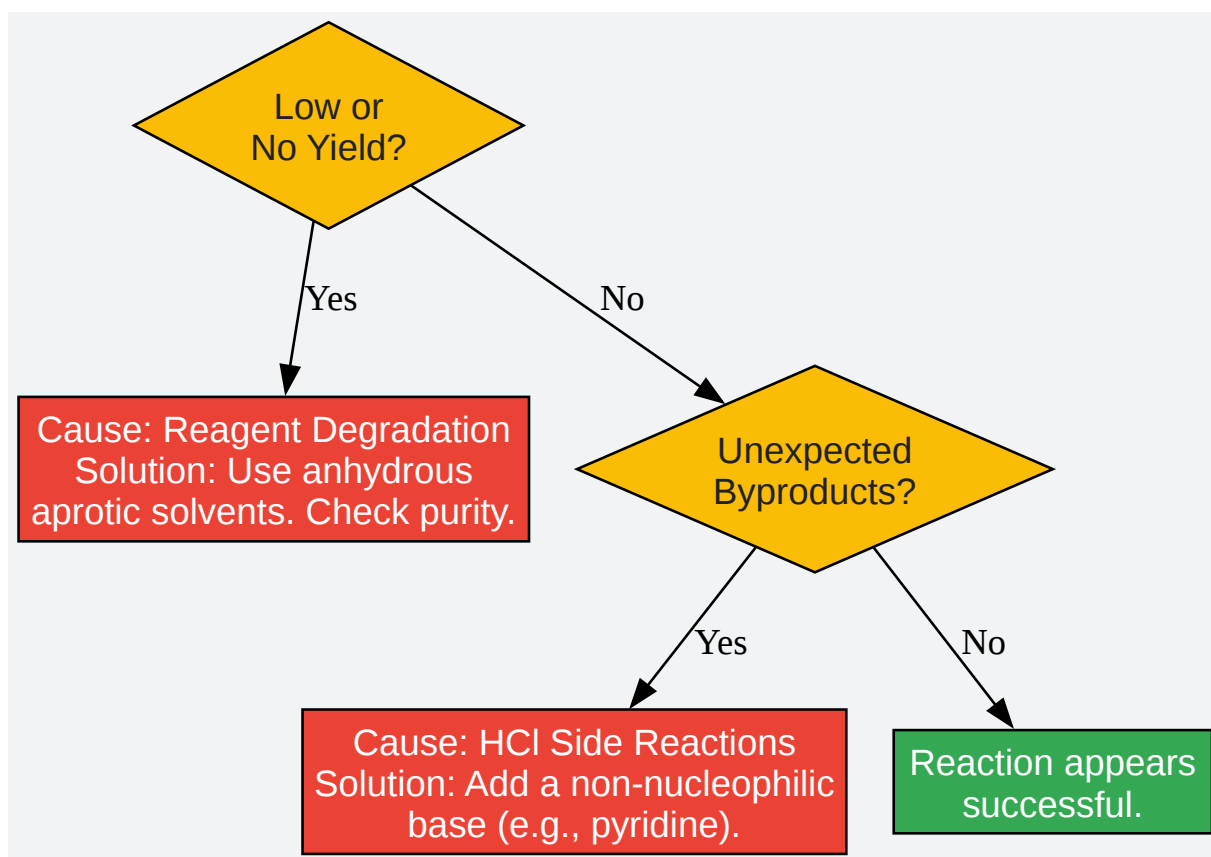 Low or
No Yield?
Yes
No
Cause: Reagent Degradation
Solution: Use anhydrous
aprotic solvents. Check purity.
Unexpected
Byproducts?
Yes
No
Cause: HCl Side Reactions
Solution: Add a non-nucleophilic
base (e.g., pyridine).
Reaction appears
successful.